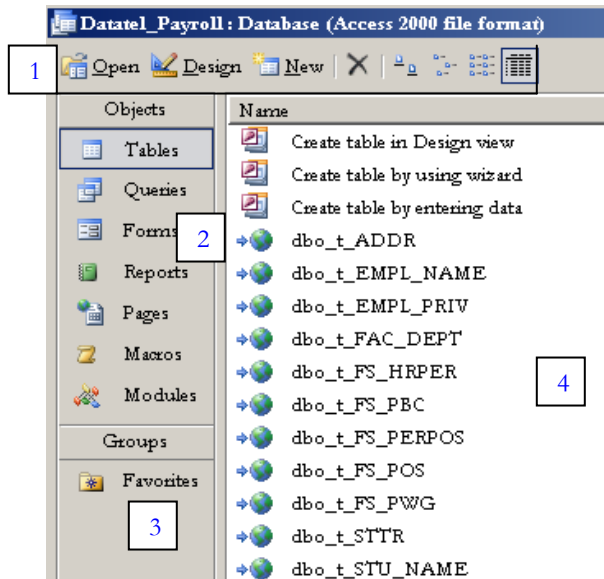 Datatel_Payroll : Database (Access 2000 file format)
1
Open Design New
Objects
Name
Tables
Queries
Forms
2
Reports
Pages
Macros
Modules
Groups
Favorites
3
Create table in Design view
Create table by using wizard
Create table by entering data
dbo_t_ADDR
dbo_t_EMPL_NAME
dbo_t_EMPL_PRIV
dbo_t_FAC_DEPT
dbo_t_FS_HRPER
dbo_t_FS_PBC
dbo_t_FS_PERPOS
dbo_t_FS_POS
dbo_t_FS_PWG
dbo_t_STTR
dbo_t_STU_NAME
4